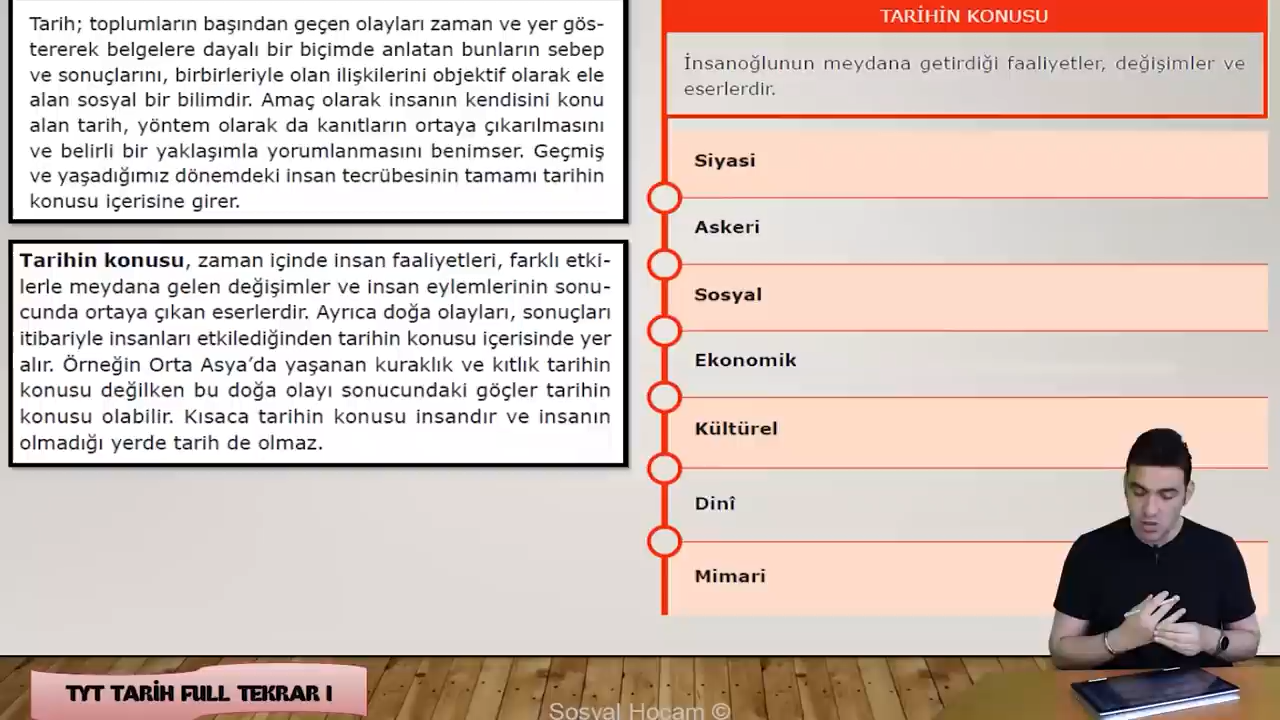 Tarih; toplumların başından geçen olayları zaman ve yer gös-
tererek belgelere dayalı bir biçimde anlatan bunların sebep
ve sonuçlarını, birbirleriyle olan ilişkilerini objektif olarak ele
alan sosyal bir bilimdir. Amaç olarak insanın kendisini konu
alan tarih, yöntem olarak da kanıtların ortaya çıkarılmasını
ve belirli bir yaklaşımla yorumlanmasını benimser. Geçmiş
ve yaşadığımız dönemdeki insan tecrübesinin tamamı tarihin
konusu içerisine girer.
Tarihin konusu, zaman içinde insan faaliyetleri, farklı etki-
lerle meydana gelen değişimler ve insan eylemlerinin sonu-
cunda ortaya çıkan eserlerdir. Ayrıca doğa olayları, sonuçları
itibariyle insanları etkilediğinden tarihin konusu içerisinde yer
alır. Örneğin Orta Asya’da yaşanan kuraklık ve kıtlık tarihin
konusu değilken bu doğa olayı sonucundaki göçler tarihin
konusu olabilir. Kısaca tarihin konusu insandır ve insanın
olmadığı yerde tarih de olmaz.
TARİHİN KONUSU
İnsanoğlunun meydana getirdiği faaliyetler, değişimler ve
eserlerdir.
Siyasi
Askeri
Sosyal
Ekonomik
Kültürel
Dinî
Mimari
TYT TARİH FULL TEKRAR I
Sosyal Hocam ©